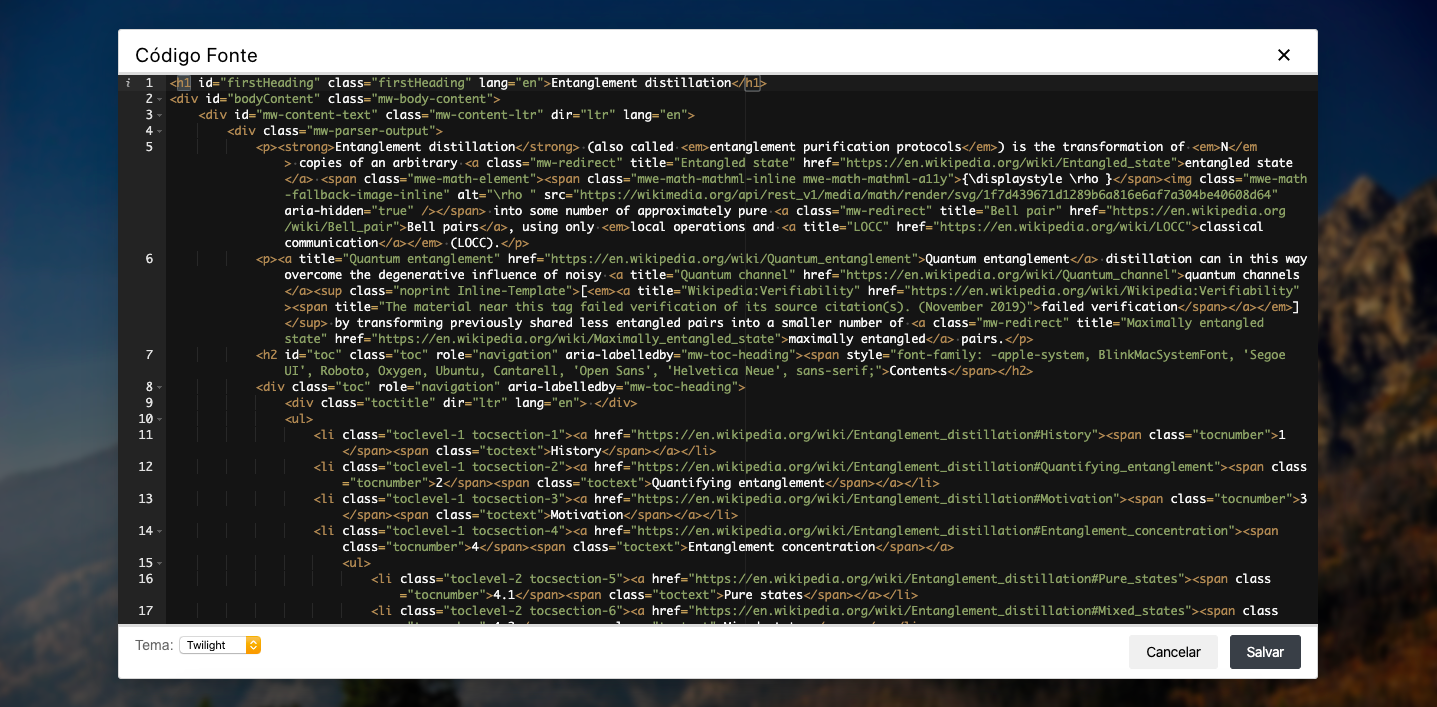 Código Fonte
i 1 <h1 id="firstHeading" class="firstHeading" lang="en">Entanglement distillation</h1>
2 <div id="bodyContent" class="mw-body-content">
3 <div id="mw-content-text" class="mw-content-ltr" dir="ltr" lang="en">
4 <div class="mw-parser-output">
5 <p><strong>Entanglement distillation</strong> (also called <em>entanglement purification protocols</em>) is the transformation of <em>N</em
> copies of an arbitrary <a class="mw-redirect" title="Entangled state" href="https://en.wikipedia.org/wiki/Entangled_state">entangled state
</a> <span class="mwe-math-element"><span class="mwe-math-mathml-inline mwe-math-mathml-a11y">{\displaystyle \rho }</span><img class="mwe-math
-fallback-image-inline" alt="\rho " src="https://wikimedia.org/api/rest_v1/media/math/render/svg/1f7d439671d1289b6a816e6af7a304be40608d64"
aria-hidden="true" /></span> into some number of approximately pure <a class="mw-redirect" title="Bell pair" href="https://en.wikipedia.org
/wiki/Bell_pair">Bell pairs</a>, using only <em>local operations and <a title="LOCC" href="https://en.wikipedia.org/wiki/LOCC">classical
communication</a></em> (LOCC).</p>
6 <p><a title="Quantum entanglement" href="https://en.wikipedia.org/wiki/Quantum_entanglement">Quantum entanglement</a> distillation can in this way
overcome the degenerative influence of noisy <a title="Quantum channel" href="https://en.wikipedia.org/wiki/Quantum_channel">quantum channels
</a><sup class="noprint Inline-Template">[<em><a title="Wikipedia:Verifiability" href="https://en.wikipedia.org/wiki/Wikipedia:Verifiability"
><span title="The material near this tag failed verification of its source citation(s). (November 2019)">failed verification</span></a></em>]
</sup> by transforming previously shared less entangled pairs into a smaller number of <a class="mw-redirect" title="Maximally entangled
state" href="https://en.wikipedia.org/wiki/Maximally_entangled_state">maximally entangled</a> pairs.</p>
7 <h2 id="toc" class="toc" role="navigation" aria-labelledby="mw-toc-heading"><span style="font-family: -apple-system, BlinkMacSystemFont, 'Segoe
UI', Roboto, Oxygen, Ubuntu, Cantarell, 'Open Sans', 'Helvetica Neue', sans-serif;">Contents</span></h2>
8 <div class="toc" role="navigation" aria-labelledby="mw-toc-heading">
9 <div class="toctitle" dir="ltr" lang="en"> </div>
10 <ul>
11 <li class="toclevel-1 tocsection-1"><a href="https://en.wikipedia.org/wiki/Entanglement_distillation#History"><span class="tocnumber">1
</span><span class="toctext">History</span></a></li>
12 <li class="toclevel-1 tocsection-2"><a href="https://en.wikipedia.org/wiki/Entanglement_distillation#Quantifying_entanglement"><span class
="tocnumber">2</span><span class="toctext">Quantifying entanglement</span></a></li>
13 <li class="toclevel-1 tocsection-3"><a href="https://en.wikipedia.org/wiki/Entanglement_distillation#Motivation"><span class="tocnumber">3
</span><span class="toctext">Motivation</span></a></li>
14 <li class="toclevel-1 tocsection-4"><a href="https://en.wikipedia.org/wiki/Entanglement_distillation#Entanglement_concentration"><span
class="tocnumber">4</span><span class="toctext">Entanglement concentration</span></a>
15 <ul>
16 <li class="toclevel-2 tocsection-5"><a href="https://en.wikipedia.org/wiki/Entanglement_distillation#Pure_states"><span class
="tocnumber">4.1</span><span class="toctext">Pure states</span></a></li>
17 <li class="toclevel-2 tocsection-6"><a href="https://en.wikipedia.org/wiki/Entanglement_distillation#Mixed_states"><span class
Tema: Twilight
Cancelar
Salvar